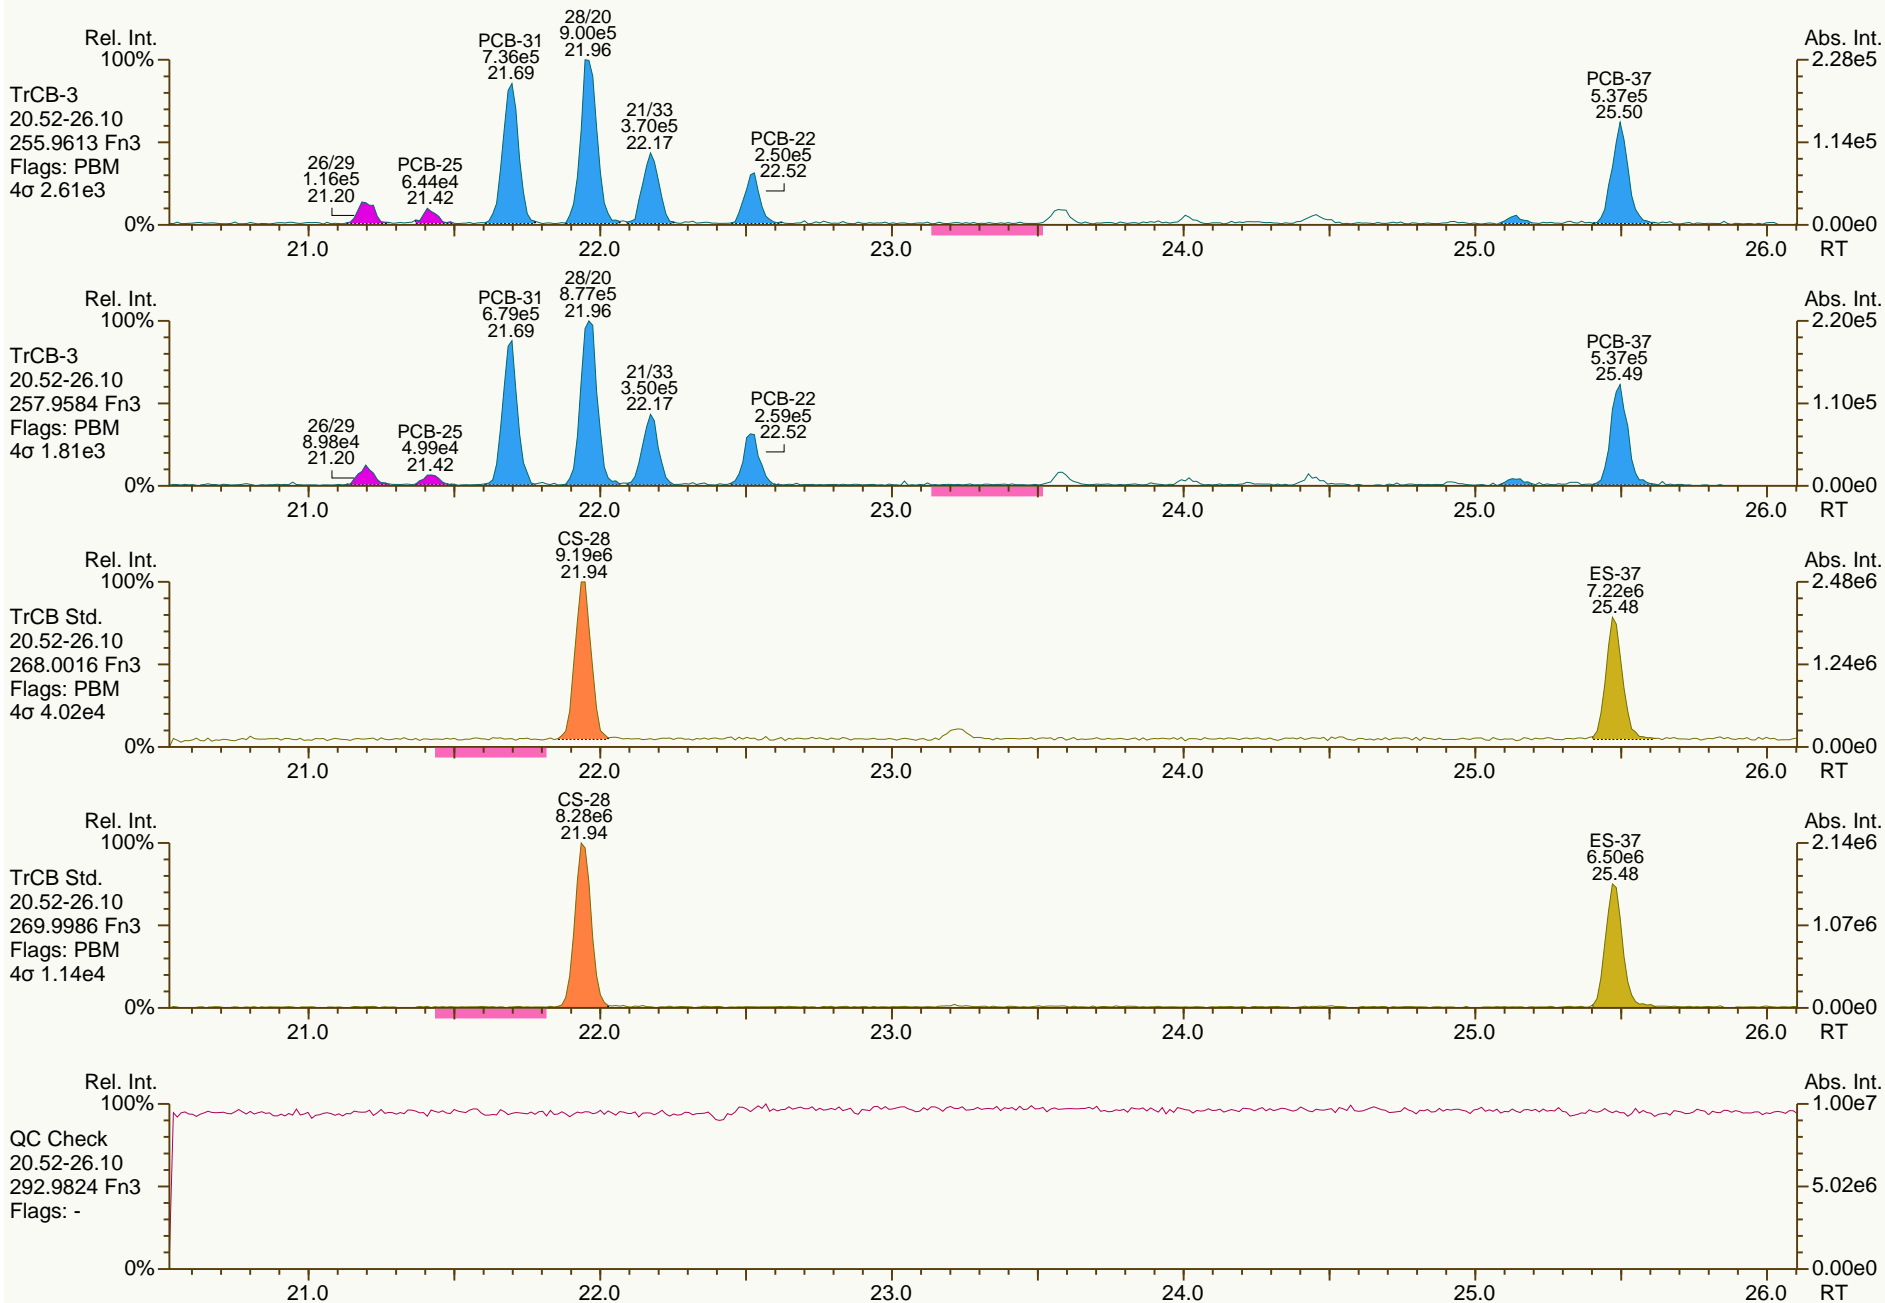 Rel. Int.
100%
0%
TrCB-3
20.52-26.10
255.9613 Fn3
Flags: PBM
4σ 2.61e3
26/29
1.16e5
21.20
PCB-25
6.44e4
21.42
PCB-31
7.36e5
21.69
28/20
9.00e5
21.96
21/33
3.70e5
22.17
PCB-22
2.50e5
22.52
PCB-37
5.37e5
25.50
Abs. Int.
2.28e5
1.14e5
0.00e0
21.0 22.0 23.0 24.0 25.0 26.0 RT
Rel. Int.
100%
0%
TrCB-3
20.52-26.10
257.9584 Fn3
Flags: PBM
4σ 1.81e3
26/29
8.98e4
21.20
PCB-25
4.99e4
21.42
PCB-31
6.79e5
21.69
28/20
8.77e5
21.96
21/33
3.50e5
22.17
PCB-22
2.59e5
22.52
PCB-37
5.37e5
25.49
Abs. Int.
2.20e5
1.10e5
0.00e0
21.0 22.0 23.0 24.0 25.0 26.0 RT
Rel. Int.
100%
0%
TrCB Std.
20.52-26.10
268.0016 Fn3
Flags: PBM
4σ 4.02e4
CS-28
9.19e6
21.94
ES-37
7.22e6
25.48
Abs. Int.
2.48e6
1.24e6
0.00e0
21.0 22.0 23.0 24.0 25.0 26.0 RT
Rel. Int.
100%
0%
TrCB Std.
20.52-26.10
269.9986 Fn3
Flags: PBM
4σ 1.14e4
CS-28
8.28e6
21.94
ES-37
6.50e6
25.48
Abs. Int.
2.14e6
1.07e6
0.00e0
21.0 22.0 23.0 24.0 25.0 26.0 RT
Rel. Int.
100%
0%
QC Check
20.52-26.10
292.9824 Fn3
Flags: -
Abs. Int.
1.00e7
5.02e6
0.00e0
21.0 22.0 23.0 24.0 25.0 26.0 RT